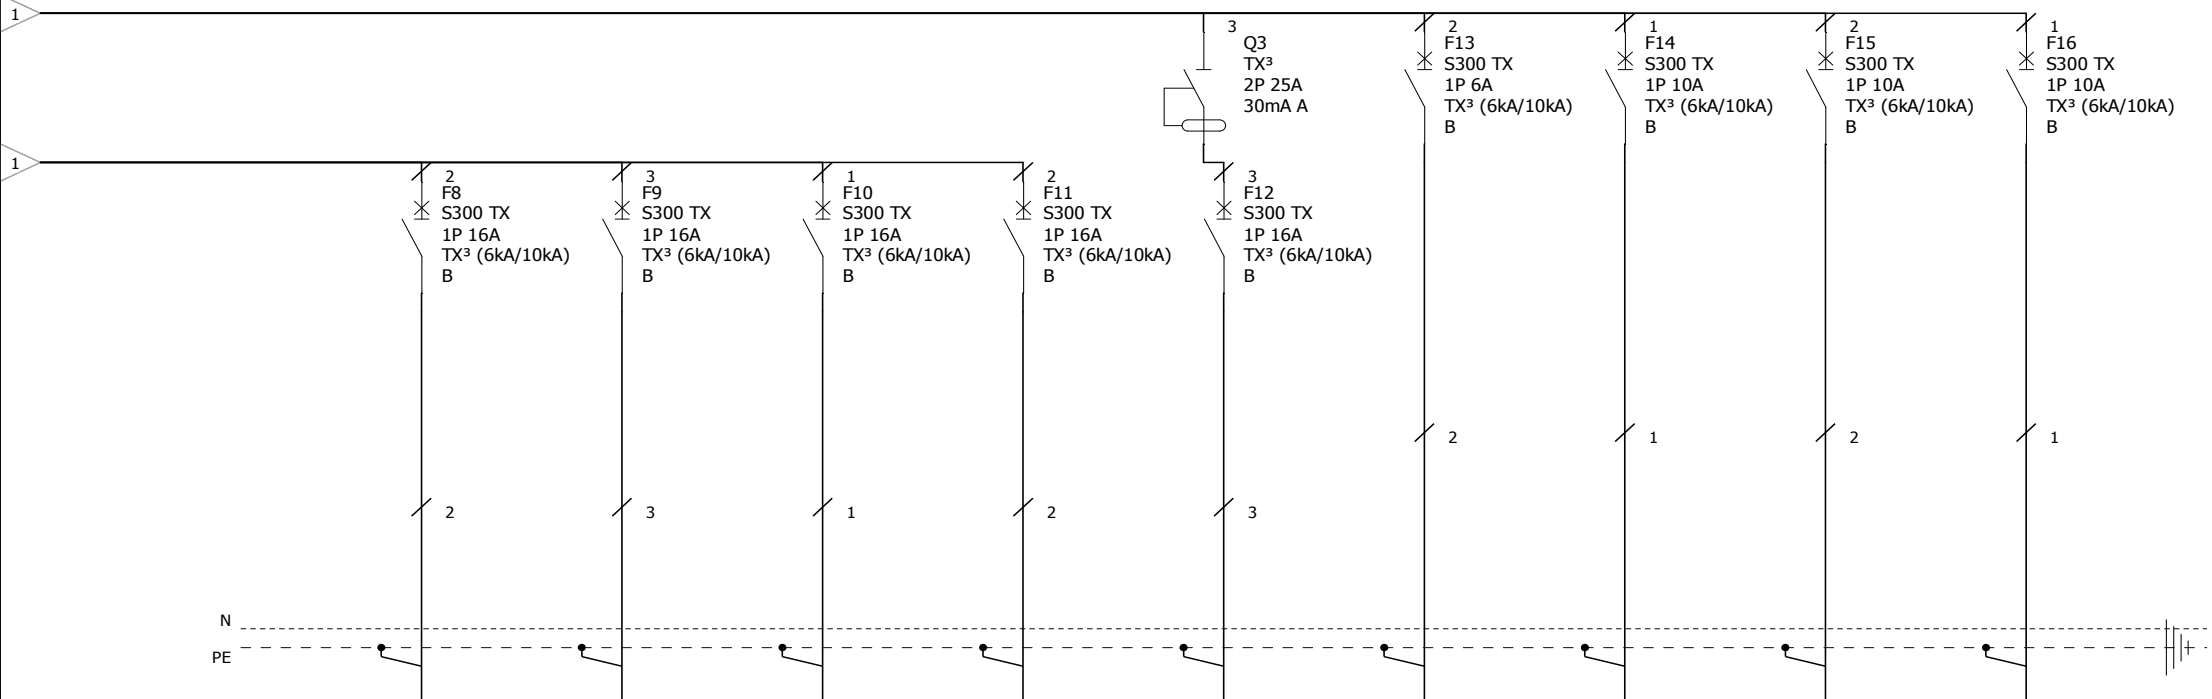 1
3
Q3
TX³
2P 25A
30mA A
2
F13
S300 TX
1P 6A
TX³ (6kA/10kA)
B
1
F14
S300 TX
1P 10A
TX³ (6kA/10kA)
B
2
F15
S300 TX
1P 10A
TX³ (6kA/10kA)
B
1
F16
S300 TX
1P 10A
TX³ (6kA/10kA)
B
1
2
F8
S300 TX
1P 16A
TX³ (6kA/10kA)
B
3
F9
S300 TX
1P 16A
TX³ (6kA/10kA)
B
1
F10
S300 TX
1P 16A
TX³ (6kA/10kA)
B
2
F11
S300 TX
1P 16A
TX³ (6kA/10kA)
B
3
F12
S300 TX
1P 16A
TX³ (6kA/10kA)
B
2
1
2
1
2
3
1
2
3
N
PE